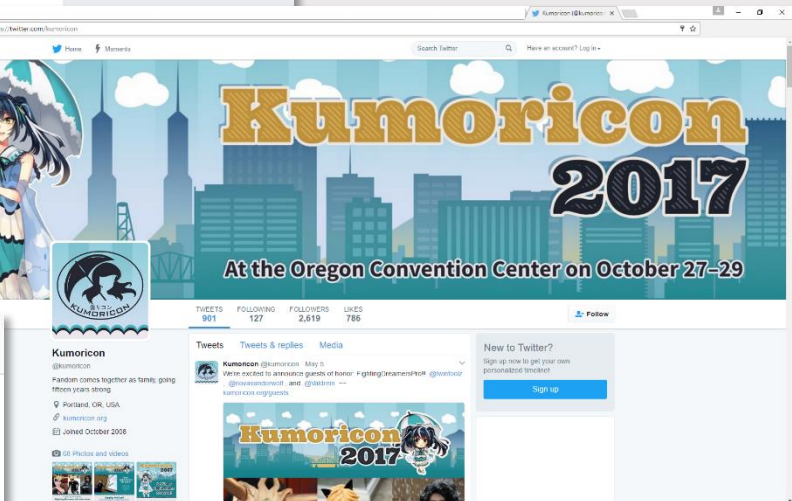 Kumoricon (@kumoricon
twitter.com/kumoricon
Home
Moments
Search Twitter
Have an account? Log in
Kumoricon
2017
At the Oregon Convention Center on October 27–29
KUMORICON
TWEETS
901
FOLLOWING
127
FOLLOWERS
2,619
LIKES
786
Follow
Kumoricon
@kumoricon
Fandom comes together as family, going
fifteen years strong
Portland, OR, USA
kumoricon.org
Joined October 2008
68 Photos and videos
Tweets
Tweets & replies
Media
Kumoricon @kumoricon May 5
We're excited to announce guests of honor: FightingDreamersPro!!
kumoricon.org/guests
Kumoricon
2017
New to Twitter?
Sign up now to get your own
personalized timeline!
Sign up